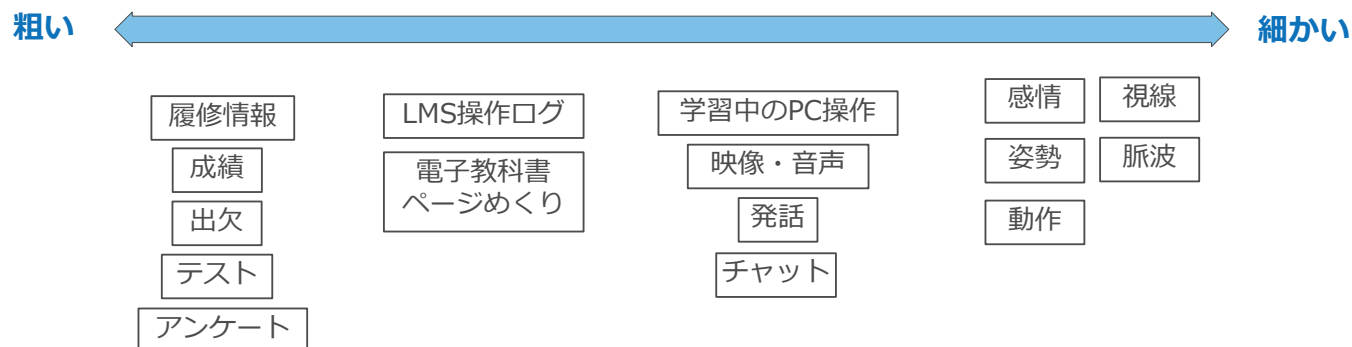 粗い
細かい
履修情報
成績
出欠
テスト
アンケート
LMS操作ログ
電子教科書
ページめくり
学習中のPC操作
映像・音声
発話
チャット
感情
視線
姿勢
脈波
動作